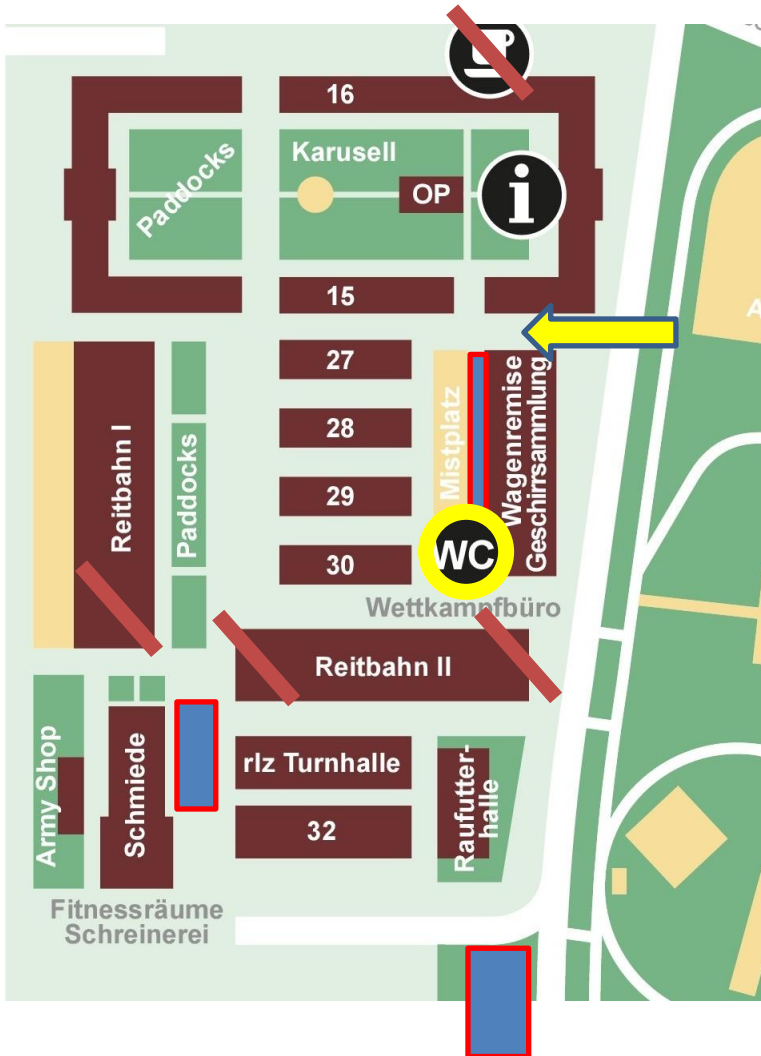 16
Karusell
Paddocks
OP
i
15
27
28
29
30
Reitbahn I
Paddocks
Mistplatz
Wagenremise
Geschirrsammlung
WC
Wettkampfbüro
Reitbahn II
Army Shop
Schmiede
rlz Turnhalle
32
Raufutter-
halle
Fitnessräume
Schreinerei
A